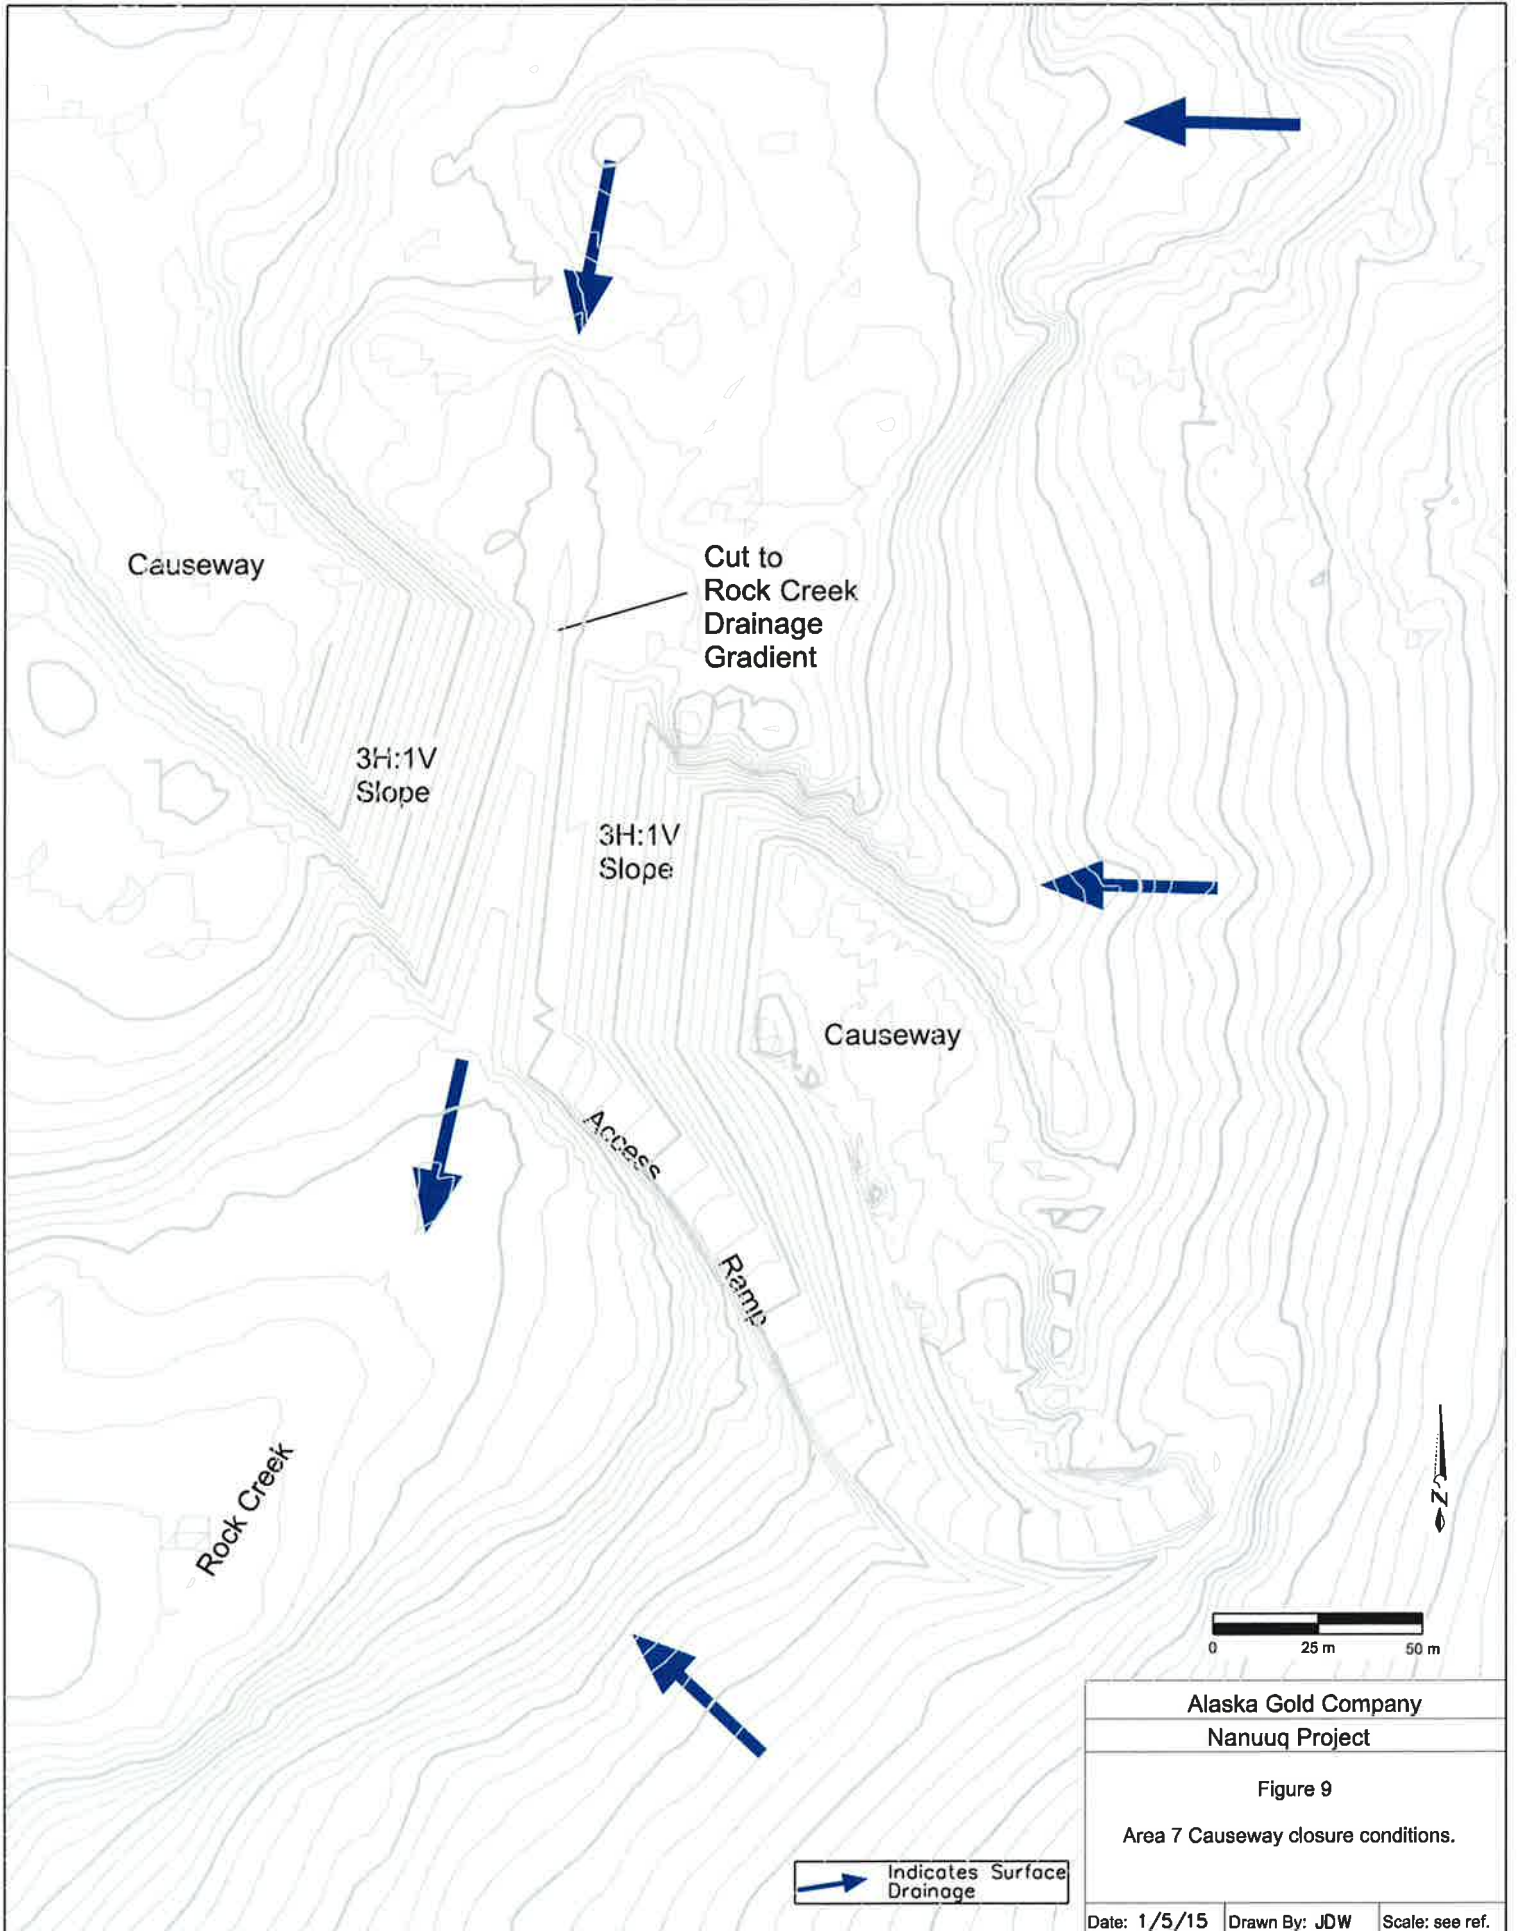 Causeway
Cut to
Rock Creek
Drainage
Gradient
3H:1V
Slope
3H:1V
Slope
Causeway
Access
Ramp
Rock Creek
N
0 25 m 50 m
Alaska Gold Company
Nanuuq Project
Figure 9
Area 7 Causeway closure conditions.
Indicates Surface
Drainage
Date: 1/5/15 Drawn By: JDW Scale: see ref.